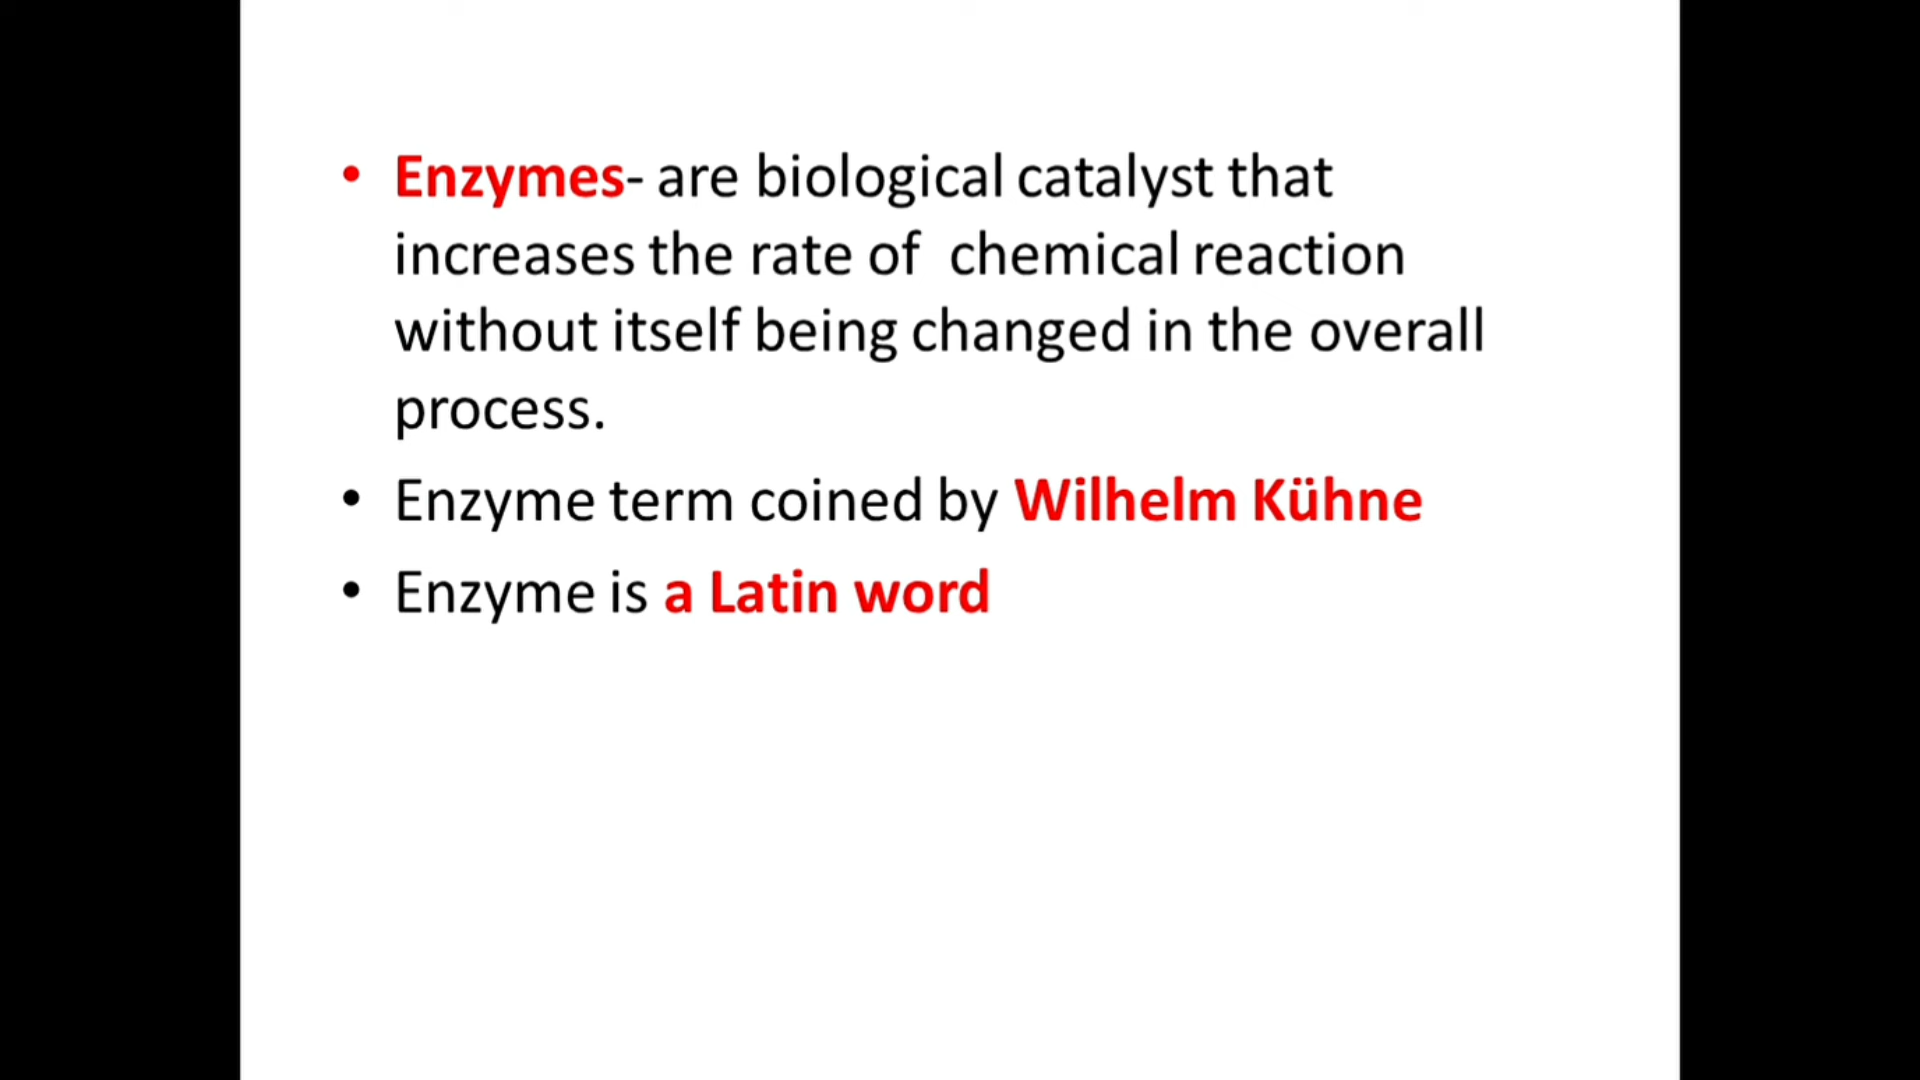 • Enzymes- are biological catalyst that
increases the rate of  chemical reaction
without itself being changed in the overall
process.
• Enzyme term coined by Wilhelm Kühne
• Enzyme is a Latin word